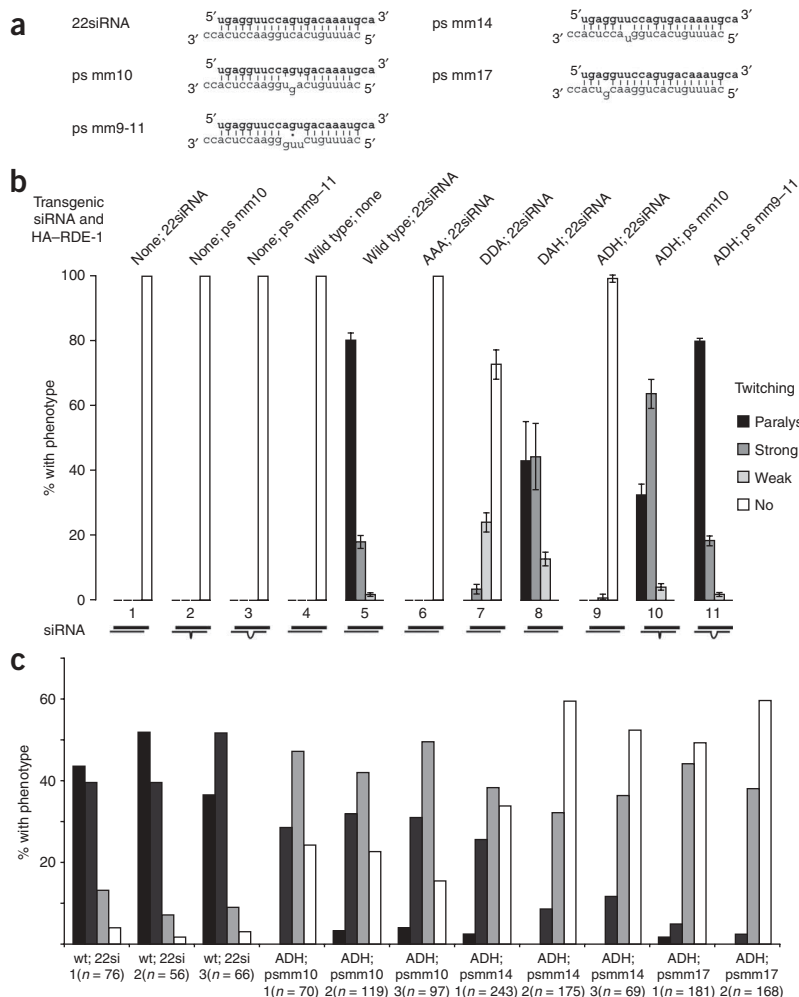 a
22siRNA
5′ugagguuccagugacaaaugca 3′
3′ ccacuccaaggucacuguuuac 5′
ps mm14
5′ugagguuccagugacaaaugca 3′
3′ ccacuccauggucacuguuuac 5′
ps mm10
5′ugagguuccagugacaaaugca 3′
3′ ccacuccaaggugacuguuuac 5′
ps mm17
5′ugagguuccagugacaaaugca 3′
3′ ccacugcaaggucacuguuuac 5′
ps mm9-11
5′ugagguuccagugacaaaugca 3′
3′ ccacuccaagg guu cuguuuac 5′
b
Transgenic
siRNA and
HA–RDE-1
None; 22siRNA
None; ps mm10
None; ps mm9–11
Wild type; none
Wild type; 22siRNA
AAA; 22siRNA
DDA; 22siRNA
DAH; 22siRNA
ADH; 22siRNA
ADH; ps mm10
ADH; ps mm9–11
% with phenotype
100
80
60
40
20
0
Twitching
Paralys
Strong
Weak
No
1 2 3 4 5 6 7 8 9 10 11
siRNA
c
% with phenotype
60
40
20
wt; 22si
1(n = 76)
wt; 22si
2(n = 56)
wt; 22si
3(n = 66)
ADH;
psmm10
1(n = 70)
ADH;
psmm10
2(n = 119)
ADH;
psmm10
3(n = 97)
ADH;
psmm14
1(n = 243)
ADH;
psmm14
2(n = 175)
ADH;
psmm14
3(n = 69)
ADH;
psmm17
1(n = 181)
ADH;
psmm17
2(n = 168)